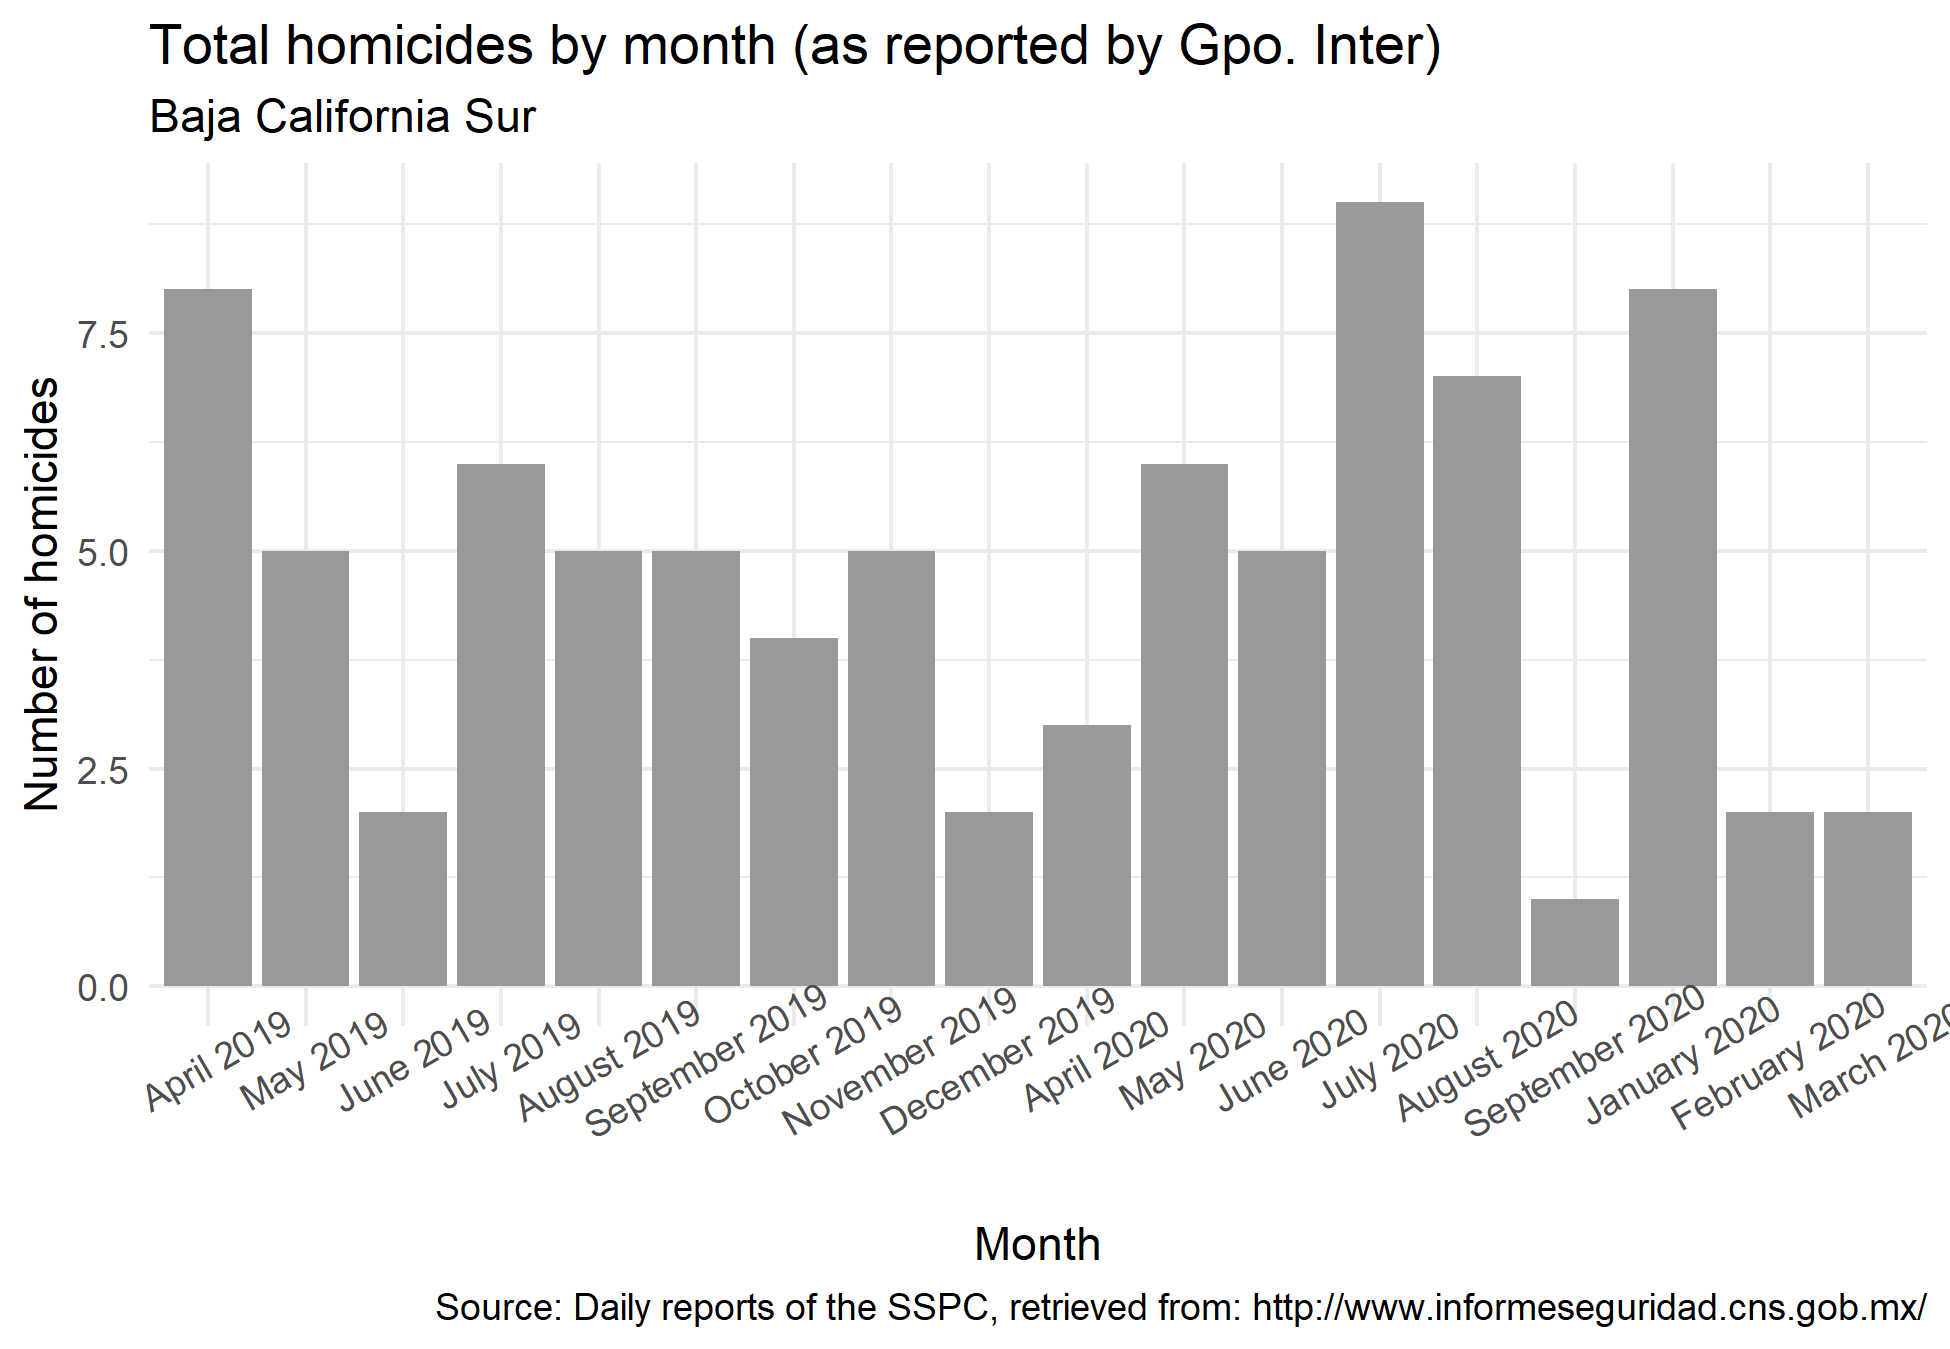 Total homicides by month (as reported by Gpo. Inter)
Baja California Sur
Number of homicides
7.5
5.0
2.5
0.0
April 2019
May 2019
June 2019
July 2019
August 2019
September 2019
October 2019
November 2019
December 2019
April 2020
May 2020
June 2020
July 2020
August 2020
September 2020
January 2020
February 2020
March 2020
Month
Source: Daily reports of the SSPC, retrieved from: http://www.informeseguridad.cns.gob.mx/